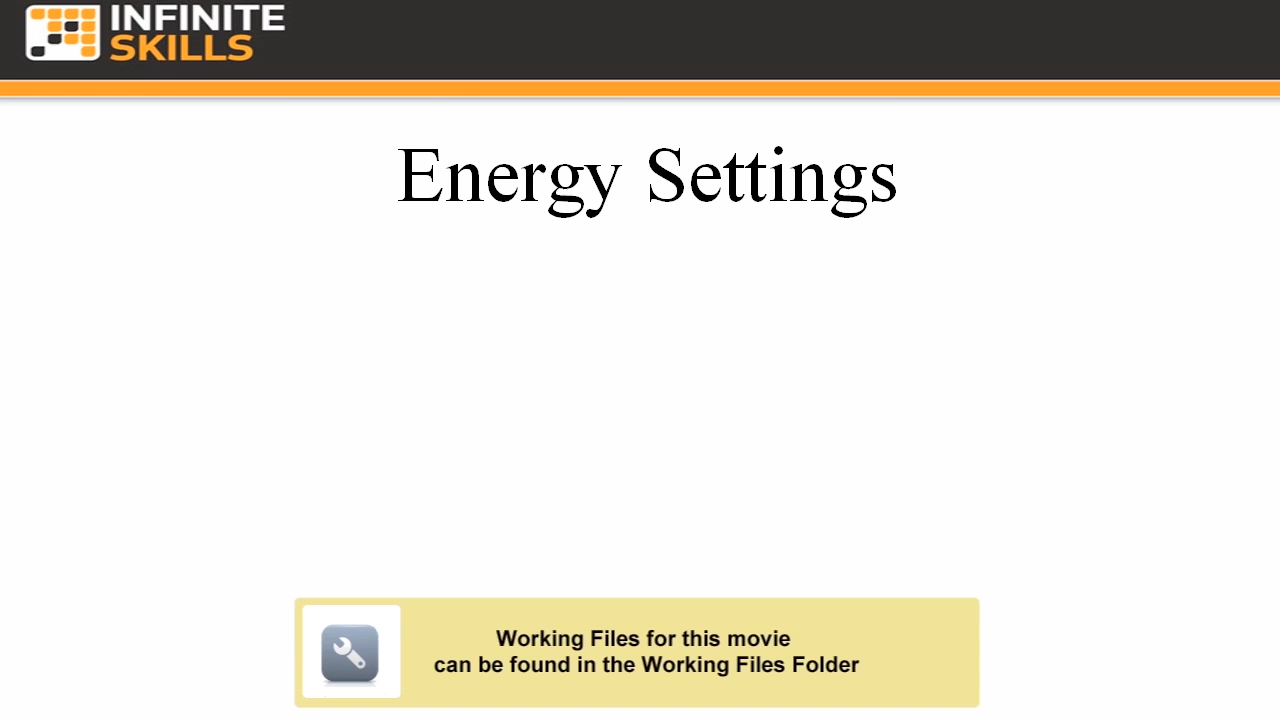 INFINITE
SKILLS
Energy Settings
Working Files for this movie
can be found in the Working Files Folder